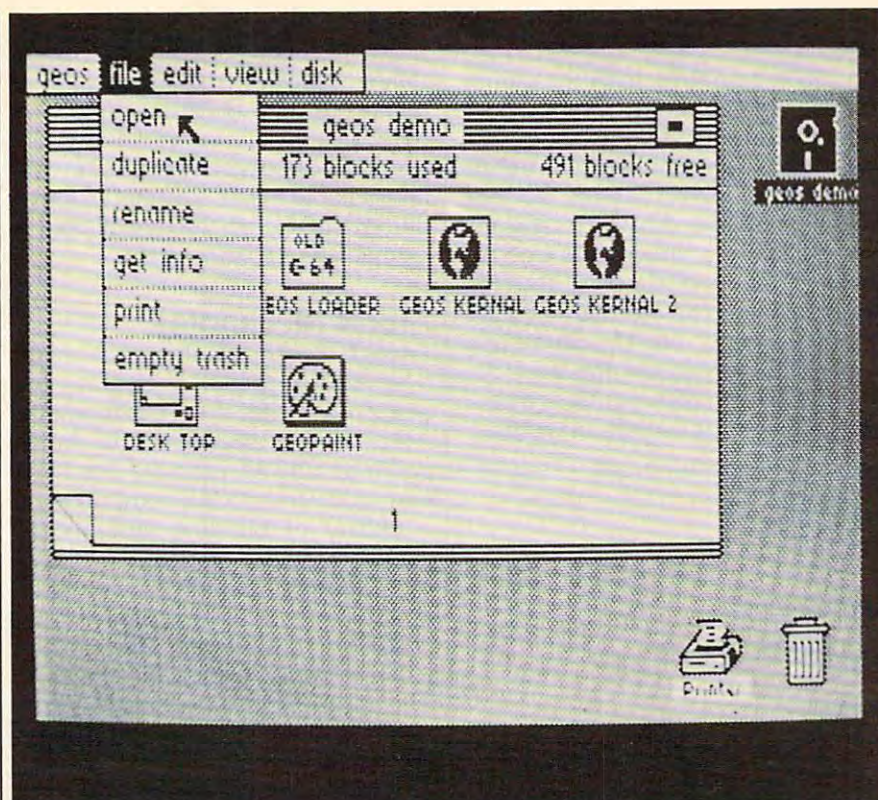 geos file edit view disk
open
geos demo
duplicate
173 blocks used 491 blocks free
geos demo
rename
get info
OLD
C-64
print
EOS LOADER GEOS KERNAL GEOS KERNAL 2
empty trash
DESK TOP GEOPAINT
1
Printer